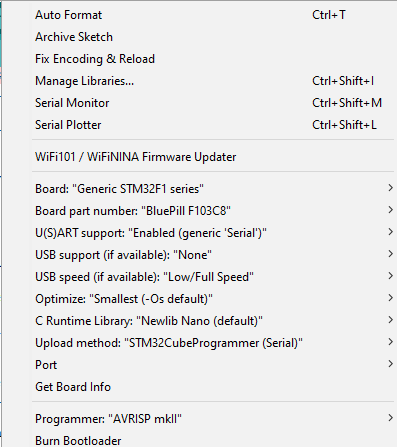 Auto Format Ctrl+T
Archive Sketch
Fix Encoding & Reload
Manage Libraries... Ctrl+Shift+I
Serial Monitor Ctrl+Shift+M
Serial Plotter Ctrl+Shift+L
WiFi101 / WiFiNINA Firmware Updater
Board: "Generic STM32F1 series"
Board part number: "BluePill F103C8"
U(S)ART support: "Enabled (generic 'Serial')"
USB support (if available): "None"
USB speed (if available): "Low/Full Speed"
Optimize: "Smallest (-Os default)"
C Runtime Library: "Newlib Nano (default)"
Upload method: "STM32CubeProgrammer (Serial)"
Port
Get Board Info
Programmer: "AVRISP mkII"
Burn Bootloader